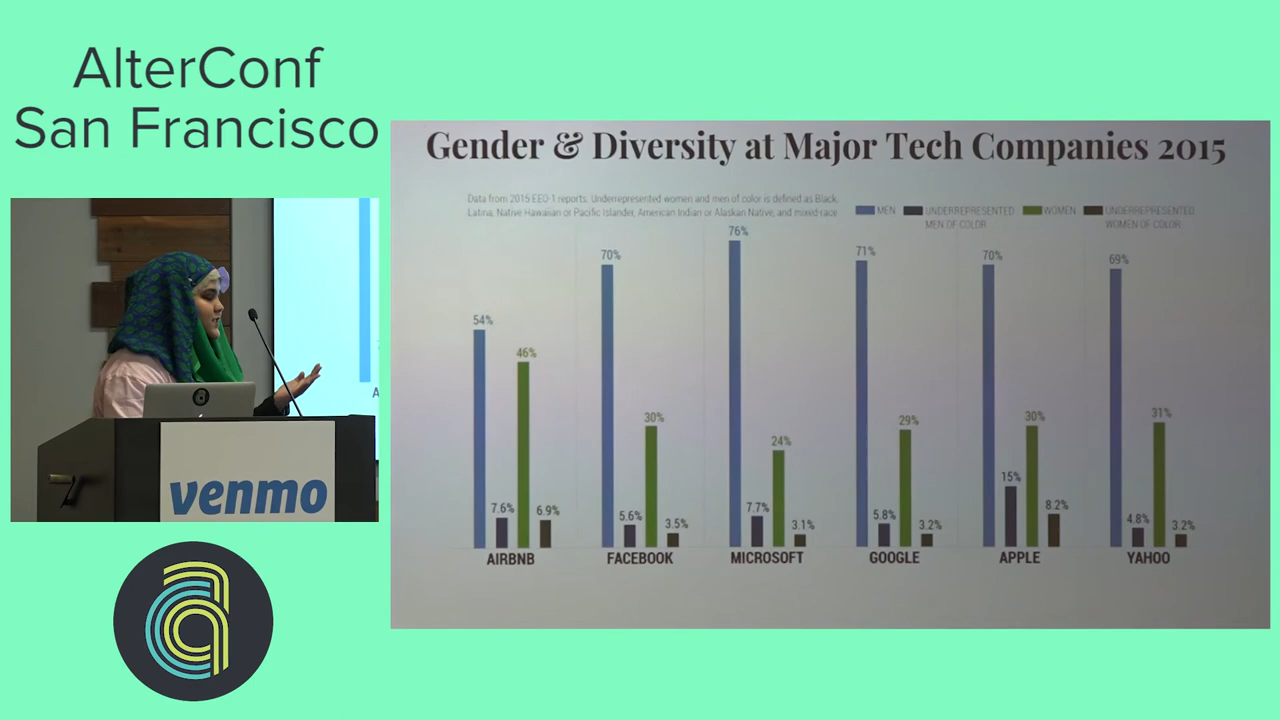 AlterConf
San Francisco
Gender & Diversity at Major Tech Companies 2015
Data from 2015 EEO-1 reports. Underrepresented women and men of color is defined as Black,
Latina, Native Hawaiian or Pacific Islander, American Indian or Alaskan Native, and mixed-race
MEN
UNDERREPRESENTED
MEN OF COLOR
WOMEN
UNDERREPRESENTED
WOMEN OF COLOR
54%
7.6%
46%
6.9%
AIRBNB
70%
5.6%
30%
3.5%
FACEBOOK
76%
7.7%
24%
3.1%
MICROSOFT
71%
5.8%
29%
3.2%
GOOGLE
70%
15%
30%
8.2%
APPLE
69%
4.8%
31%
3.2%
YAHOO
A
venmo